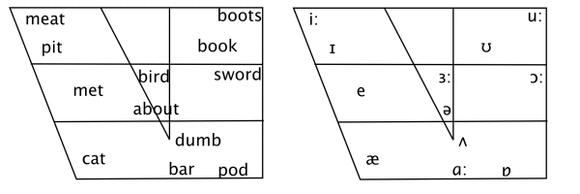 meat boots
pit book
bird sword
met
about
dumb
cat
bar pod
iː uː
ɪ ʊ
ɜː ɔː
e
ə
ʌ
æ
ɑː ɒ